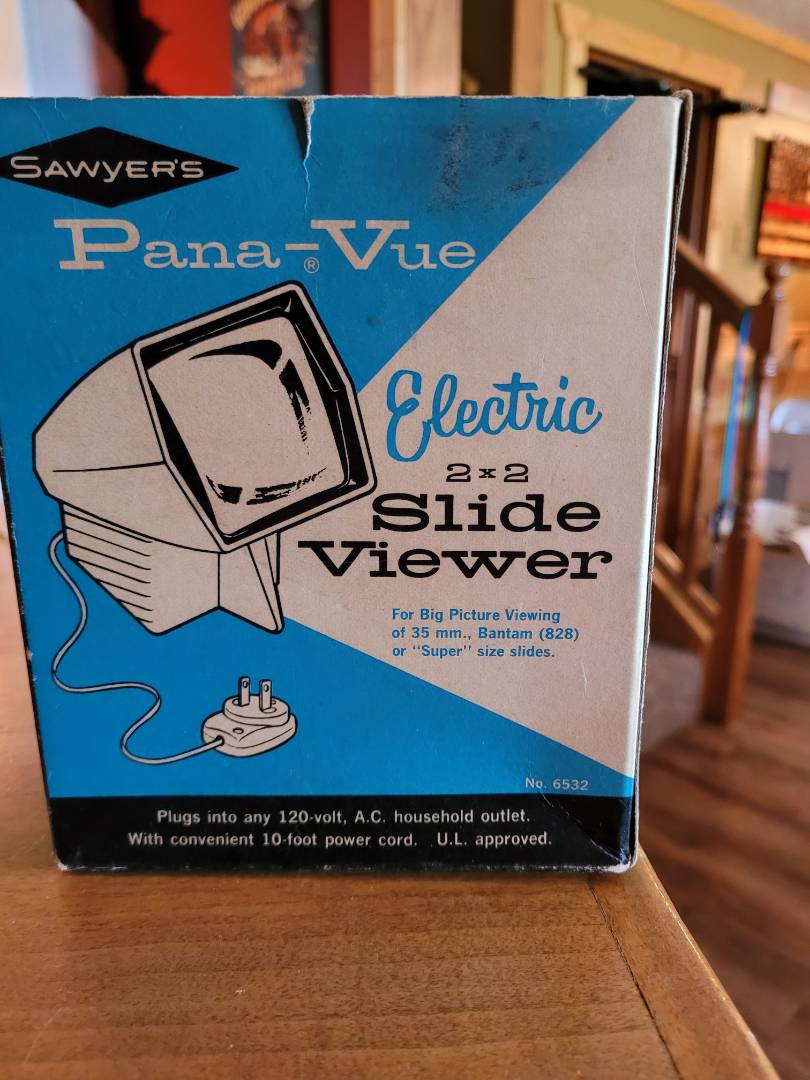 SAWYER'S
Pana-Vue
®
Electric
2x2
Slide
Viewer
For Big Picture Viewing
of 35 mm., Bantam (828)
or "Super" size slides.
No. 6532
Plugs into any 120-volt, A.C. household outlet.
With convenient 10-foot power cord. U.L. approved.